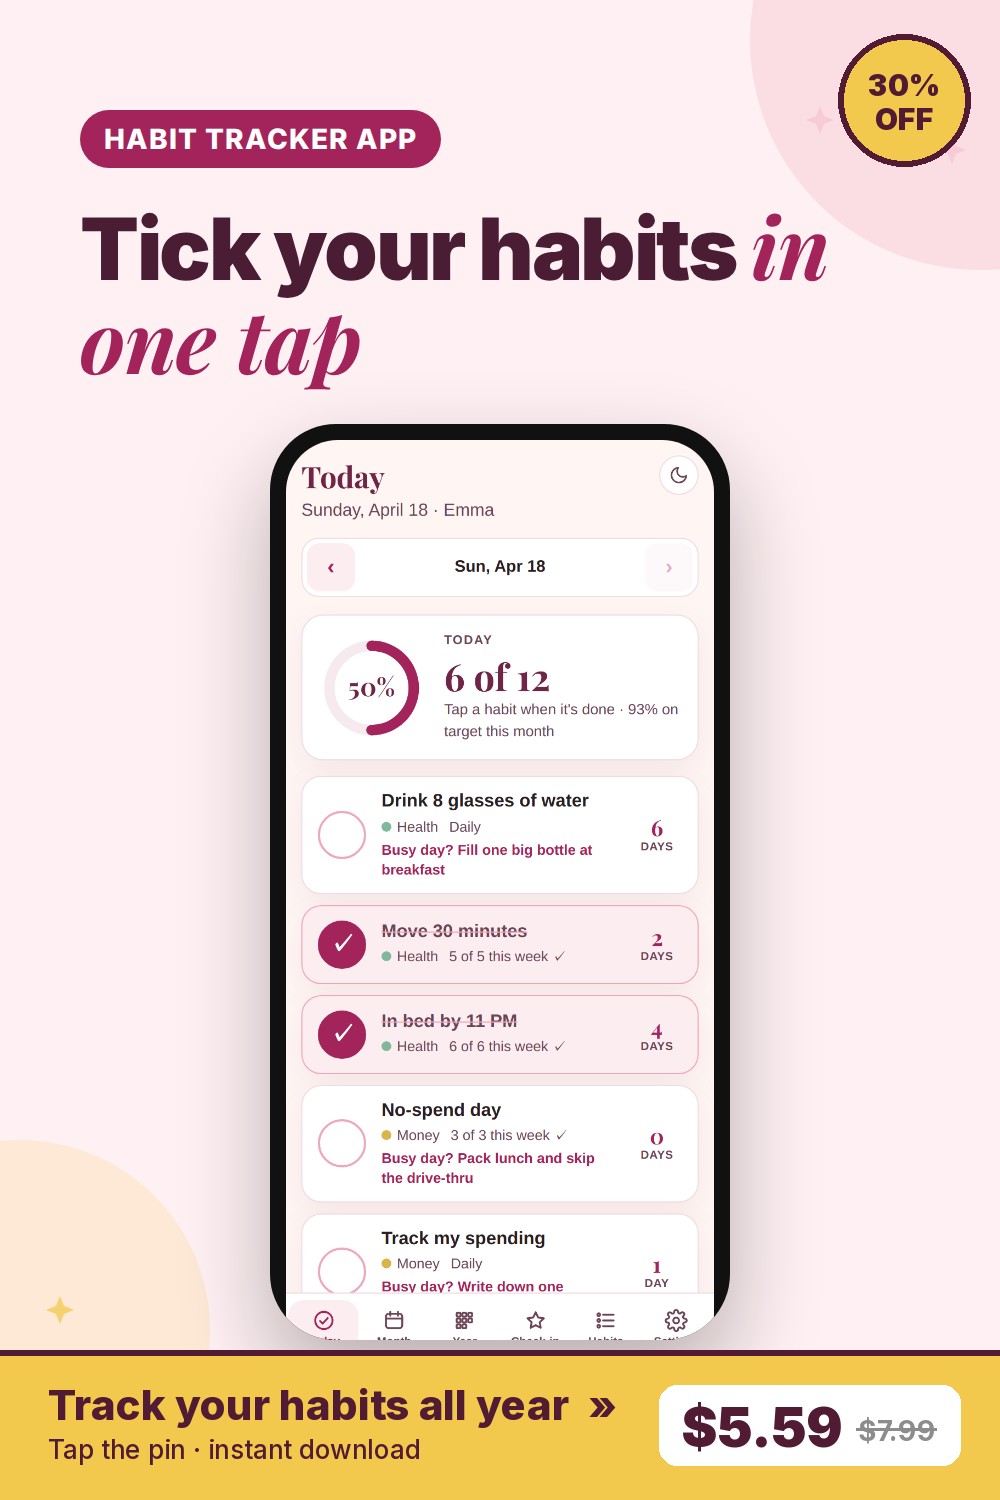 30%
OFF
HABIT TRACKER APP
Tick your habits in
one tap
Today
Sunday, April 18 · Emma
‹ Sun, Apr 18 ›
50%
TODAY
6 of 12
Tap a habit when it's done · 93% on
target this month
Drink 8 glasses of water
Health Daily
Busy day? Fill one big bottle at
breakfast
6
DAYS
Move 30 minutes
Health 5 of 5 this week ✓
2
DAYS
In bed by 11 PM
Health 6 of 6 this week ✓
4
DAYS
No-spend day
Money 3 of 3 this week ✓
Busy day? Pack lunch and skip
the drive-thru
0
DAYS
Track my spending
Money Daily
Busy day? Write down one
1
DAY
Track your habits all year »
Tap the pin · instant download
$5.59 $7.99